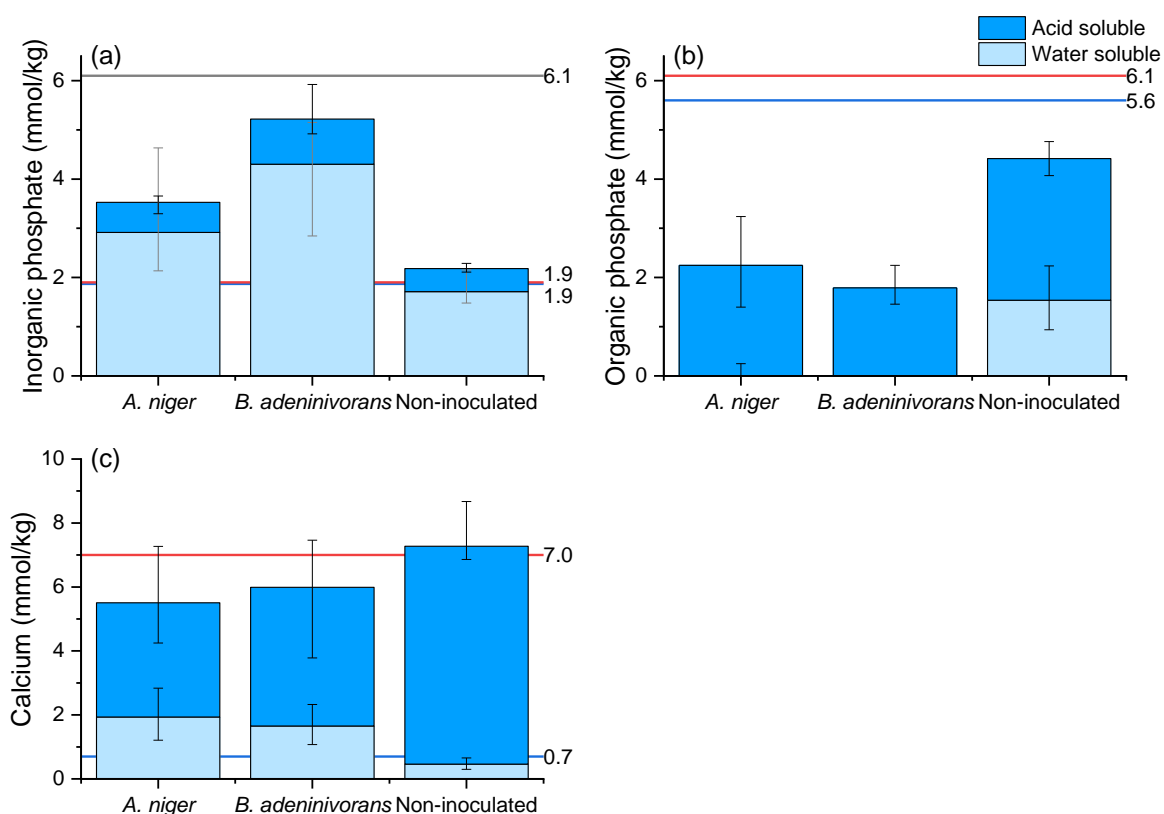 Acid soluble
Water soluble
(a)
Inorganic phosphate (mmol/kg)
6
4
2
0
6.1
1.9
1.9
A. niger
B. adeninivorans
Non-inoculated
(b)
Organic phosphate (mmol/kg)
6
4
2
0
6.1
5.6
A. niger
B. adeninivorans
Non-inoculated
(c)
Calcium (mmol/kg)
10
8
6
4
2
0
7.0
0.7
A. niger
B. adeninivorans
Non-inoculated